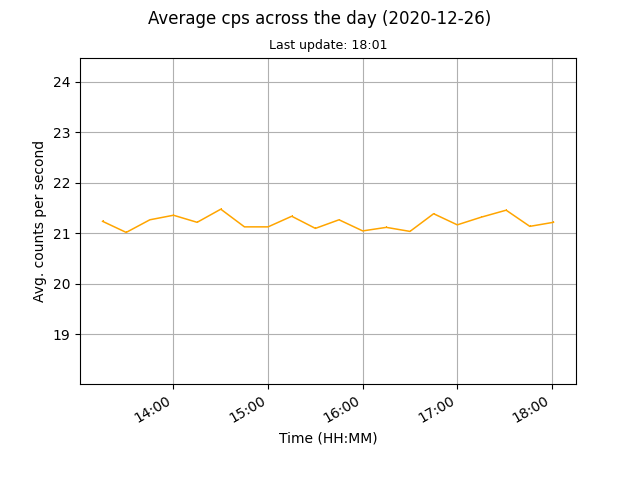 Average cps across the day (2020-12-26)
Last update: 18:01
24
23
22
21
20
19
Avg. counts per second
14:00
15:00
16:00
17:00
18:00
Time (HH:MM)